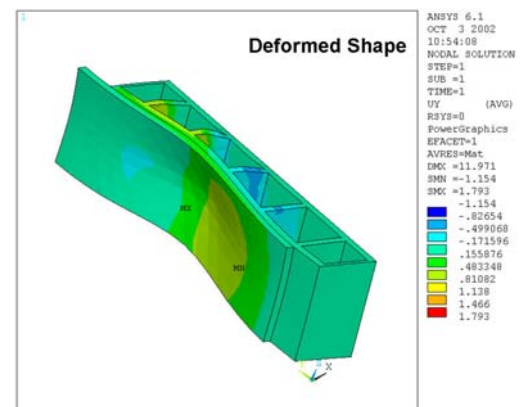 1
Deformed Shape
MX
MN
X
ANSYS 6.1
OCT 3 2002
10:54:08
NODAL SOLUTION
STEP=1
SUB =1
TIME=1
UY (AVG)
RSYS=0
PowerGraphics
EFACET=1
AVRES=Mat
DMX =11.971
SMN =-1.154
SMX =1.793
-1.154
-.82654
-.499068
-.171596
.155876
.483348
.81082
1.138
1.466
1.793